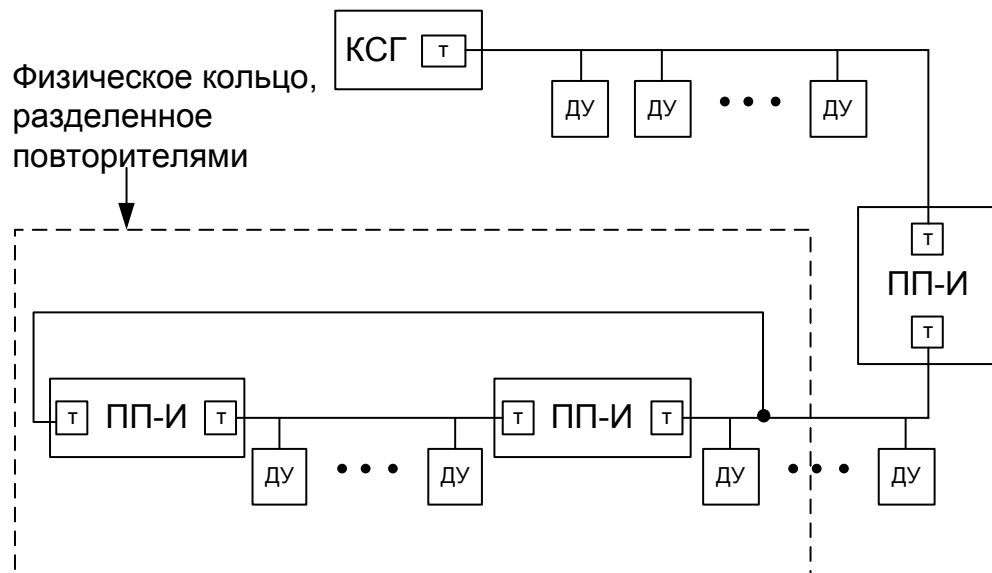 КСГ т
Физическое кольцо,
разделенное
повторителями
ДУ ДУ ДУ
т
ПП-И
т
т ПП-И т т ПП-И т
ДУ ДУ ДУ ДУ